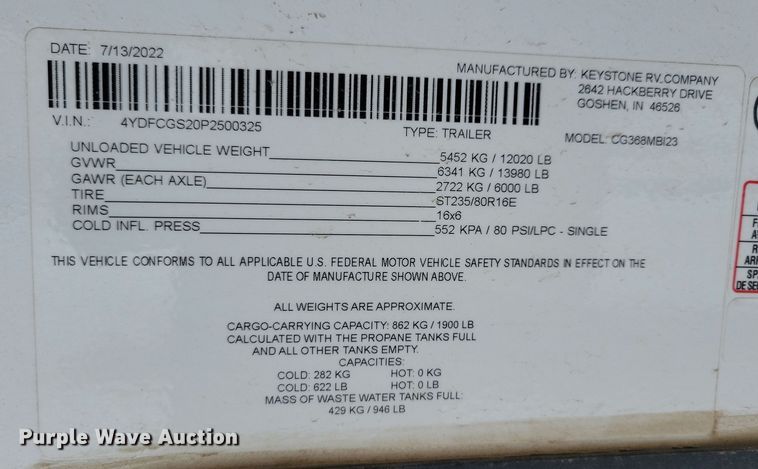 DATE: 7/13/2022
MANUFACTURED BY: KEYSTONE RV COMPANY
2642 HACKBERRY DRIVE
GOSHEN, IN 46526
V.I.N.: 4YDFCGS20P2500325
TYPE: TRAILER
MODEL: CG368MBI23
UNLOADED VEHICLE WEIGHT 5452 KG / 12020 LB
GVWR 6341 KG / 13980 LB
GAWR (EACH AXLE) 2722 KG / 6000 LB
TIRE ST235/80R16E
RIMS 16x6
COLD INFL. PRESS 552 KPA / 80 PSI/LPC - SINGLE
THIS VEHICLE CONFORMS TO ALL APPLICABLE U.S. FEDERAL MOTOR VEHICLE SAFETY STANDARDS IN EFFECT ON THE
DATE OF MANUFACTURE SHOWN ABOVE.
ALL WEIGHTS ARE APPROXIMATE.
CARGO-CARRYING CAPACITY: 862 KG / 1900 LB
CALCULATED WITH THE PROPANE TANKS FULL
AND ALL OTHER TANKS EMPTY.
CAPACITIES:
COLD: 282 KG HOT: 0 KG
COLD: 622 LB HOT: 0 LB
MASS OF WASTE WATER TANKS FULL:
429 KG / 946 LB
Purple Wave Auction